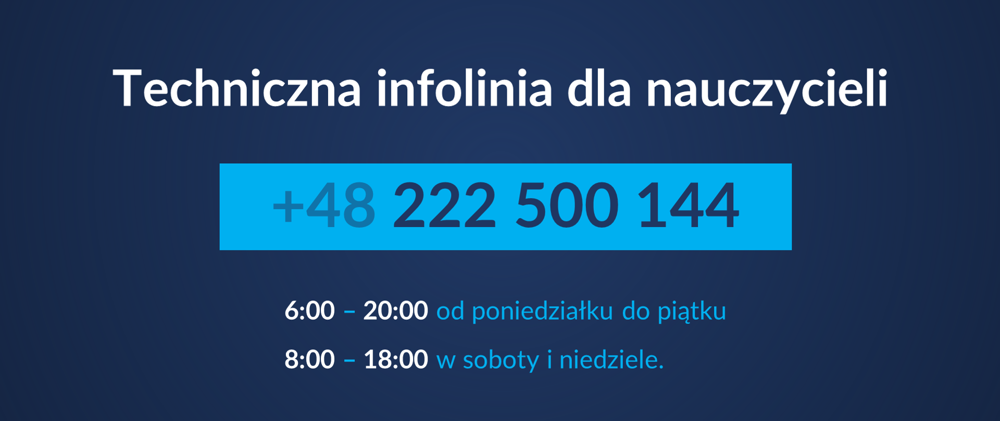 Techniczna infolinia dla nauczycieli
+48 222 500 144
6:00 – 20:00 od poniedziałku do piątku
8:00 – 18:00 w soboty i niedziele.